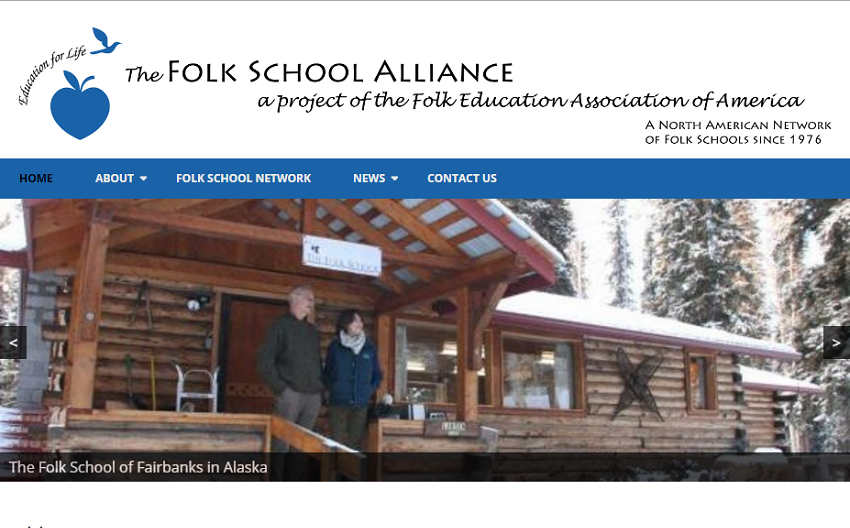 Education for Life
The FOLK SCHOOL ALLIANCE
a project of the Folk Education Association of America
A NORTH AMERICAN NETWORK
OF FOLK SCHOOLS SINCE 1976
HOME ABOUT FOLK SCHOOL NETWORK NEWS CONTACT US
THE FOLK SCHOOL
< >
The Folk School of Fairbanks in Alaska